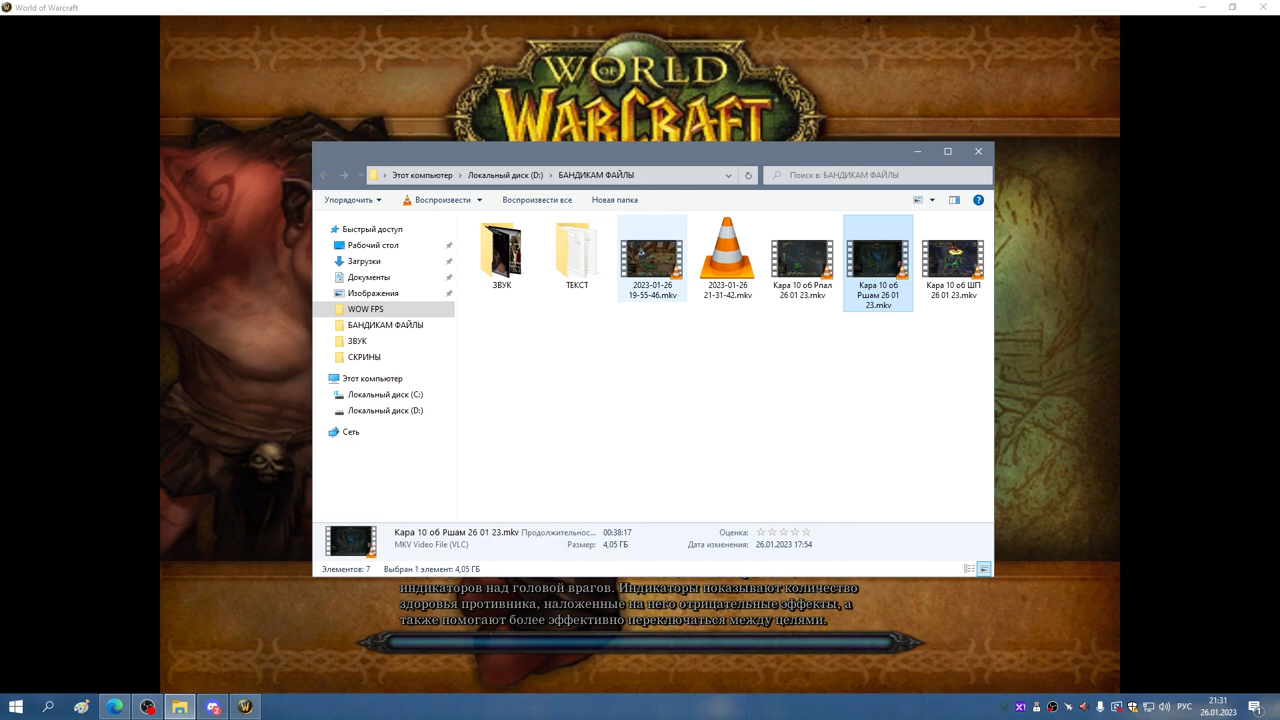 World of Warcraft
WORLD
OF
WARCRAFT
Этот компьютер
Локальный диск (D:)
БАНДИКАМ ФАЙЛЫ
Поиск в: БАНДИКАМ ФАЙЛЫ
Упорядочить
Воспроизвести
Воспроизвести все
Новая папка
Быстрый доступ
Рабочий стол
Загрузки
Документы
Изображения
WOW FPS
БАНДИКАМ ФАЙЛЫ
ЗВУК
СКРИНЫ
Этот компьютер
Локальный диск (C:)
Локальный диск (D:)
Сеть
ЗВУК
ТЕКСТ
2023-01-26
19-55-46.mkv
2023-01-26
21-31-42.mkv
Кара 10 об Рпал
26 01 23.mkv
Кара 10 об
Ршам 26 01
23.mkv
Кара 10 об ШП
26 01 23.mkv
Кара 10 об Ршам 26 01 23.mkv Продолжительнос... 00:38:17 Оценка:
MKV Video File (VLC) Размер: 4,05 ГБ Дата изменения: 26.01.2023 17:54
Элементов: 7 Выбран 1 элемент: 4,05 ГБ
индикаторов над головой врагов. Индикаторы показывают количество
здоровья противника, наложенные на него отрицательные эффекты, а
также помогают более эффективно переключаться между целями.
X1
РУС
21:31
26.01.2023
1